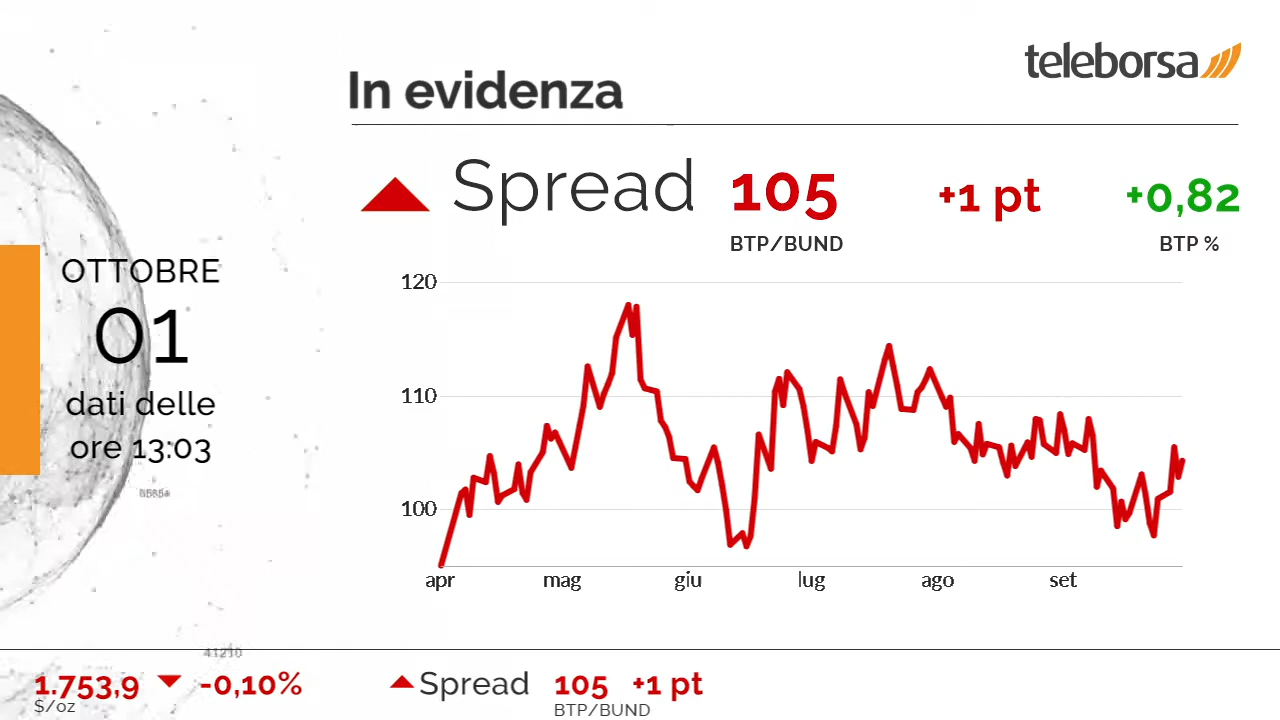 teleborsa
In evidenza
Spread 105 +1 pt +0,82
BTP/BUND BTP %
OTTOBRE
01
dati delle
ore 13:03
120
110
100
apr mag giu lug ago set
41210
1.753,9 -0,10% Spread 105 +1 pt
$/oz BTP/BUND